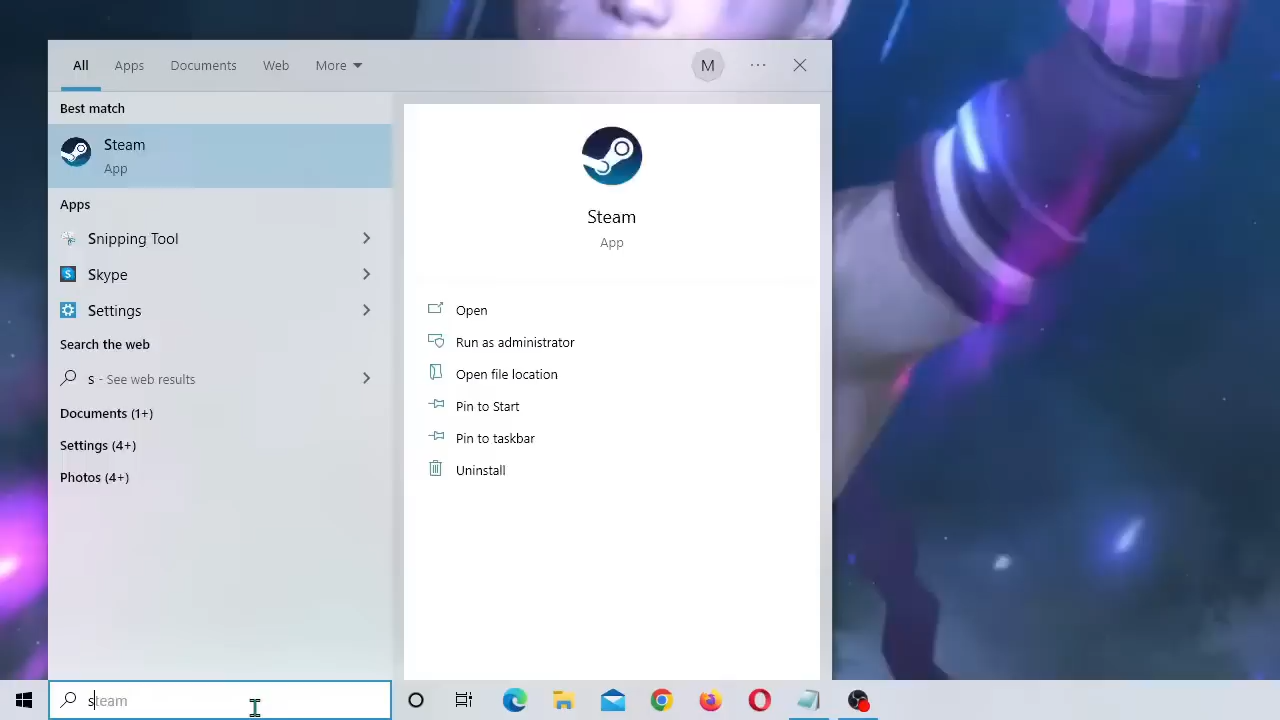 All Apps Documents Web More M ...
Best match
Steam
App
Apps
Snipping Tool
Skype
Settings
Search the web
s - See web results
Documents (1+)
Settings (4+)
Photos (4+)
Steam
App
Open
Run as administrator
Open file location
Pin to Start
Pin to taskbar
Uninstall
steam